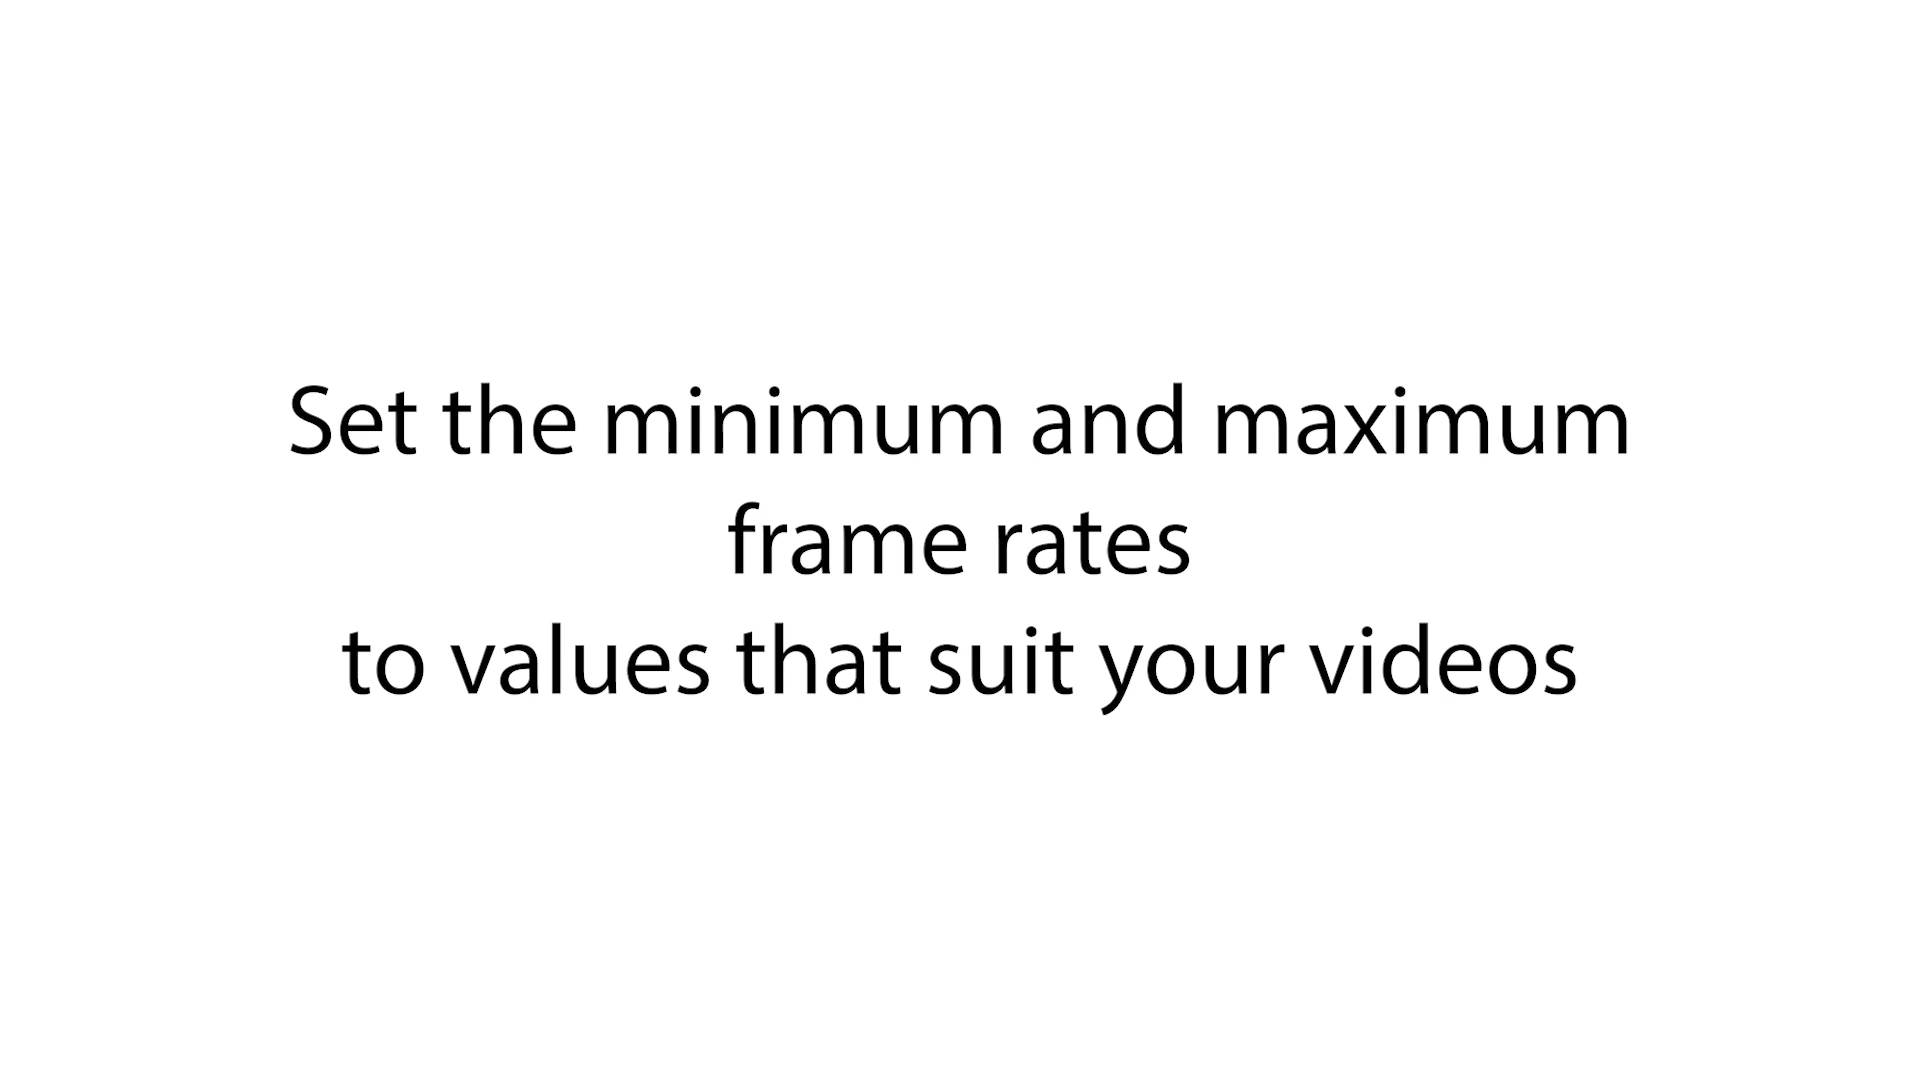 Set the minimum and maximum
frame rates
to values that suit your videos